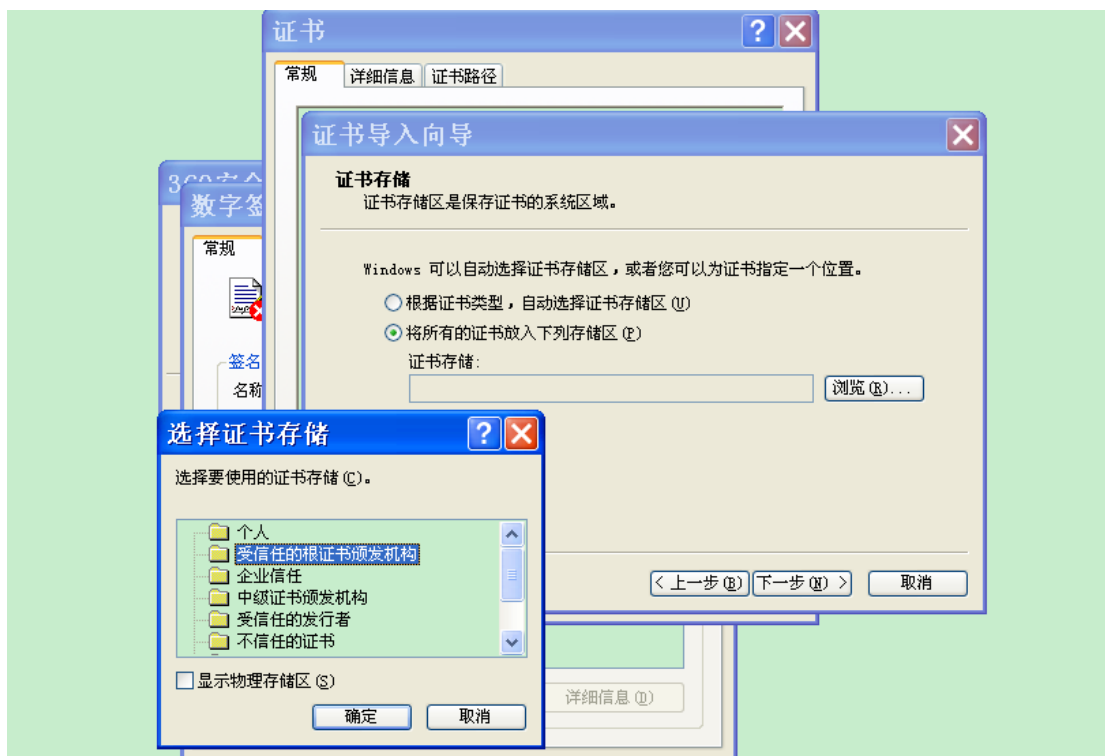 证书
常规 详细信息 证书路径
证书导入向导
证书存储
证书存储区是保存证书的系统区域。
Windows 可以自动选择证书存储区，或者您可以为证书指定一个位置。
根据证书类型，自动选择证书存储区(U)
将所有的证书放入下列存储区(P)
证书存储:
浏览(R)...
< 上一步(B) 下一步(N) > 取消
数字签
常规
签名
名称
选择证书存储
选择要使用的证书存储(C)。
个人
受信任的根证书颁发机构
企业信任
中级证书颁发机构
受信任的发行者
不信任的证书
显示物理存储区(S)
确定 取消
详细信息(D)